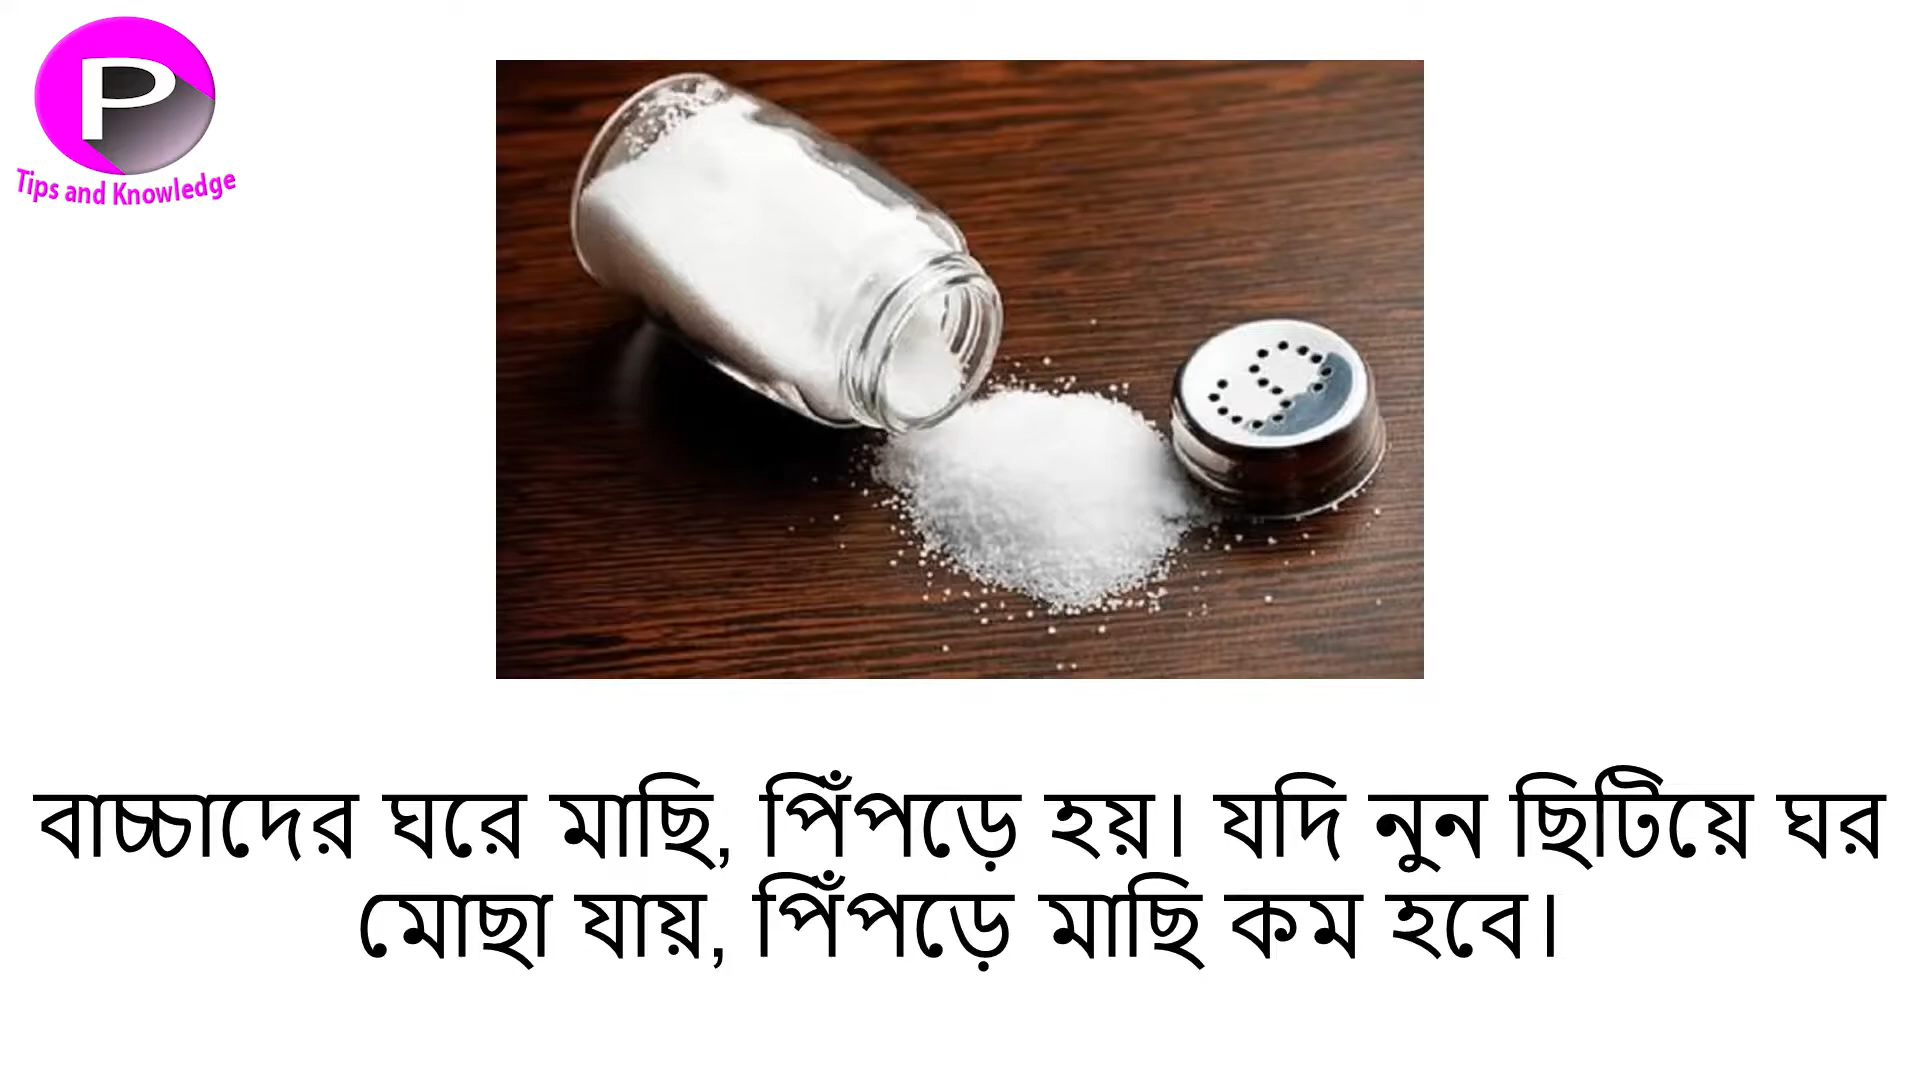 P
Tips and Knowledge
বাচ্চাদের ঘরে মাছি, পিঁপড়ে হয়। যদি নুন ছিটিয়ে ঘর
মোছা যায়, পিঁপড়ে মাছি কম হবে।